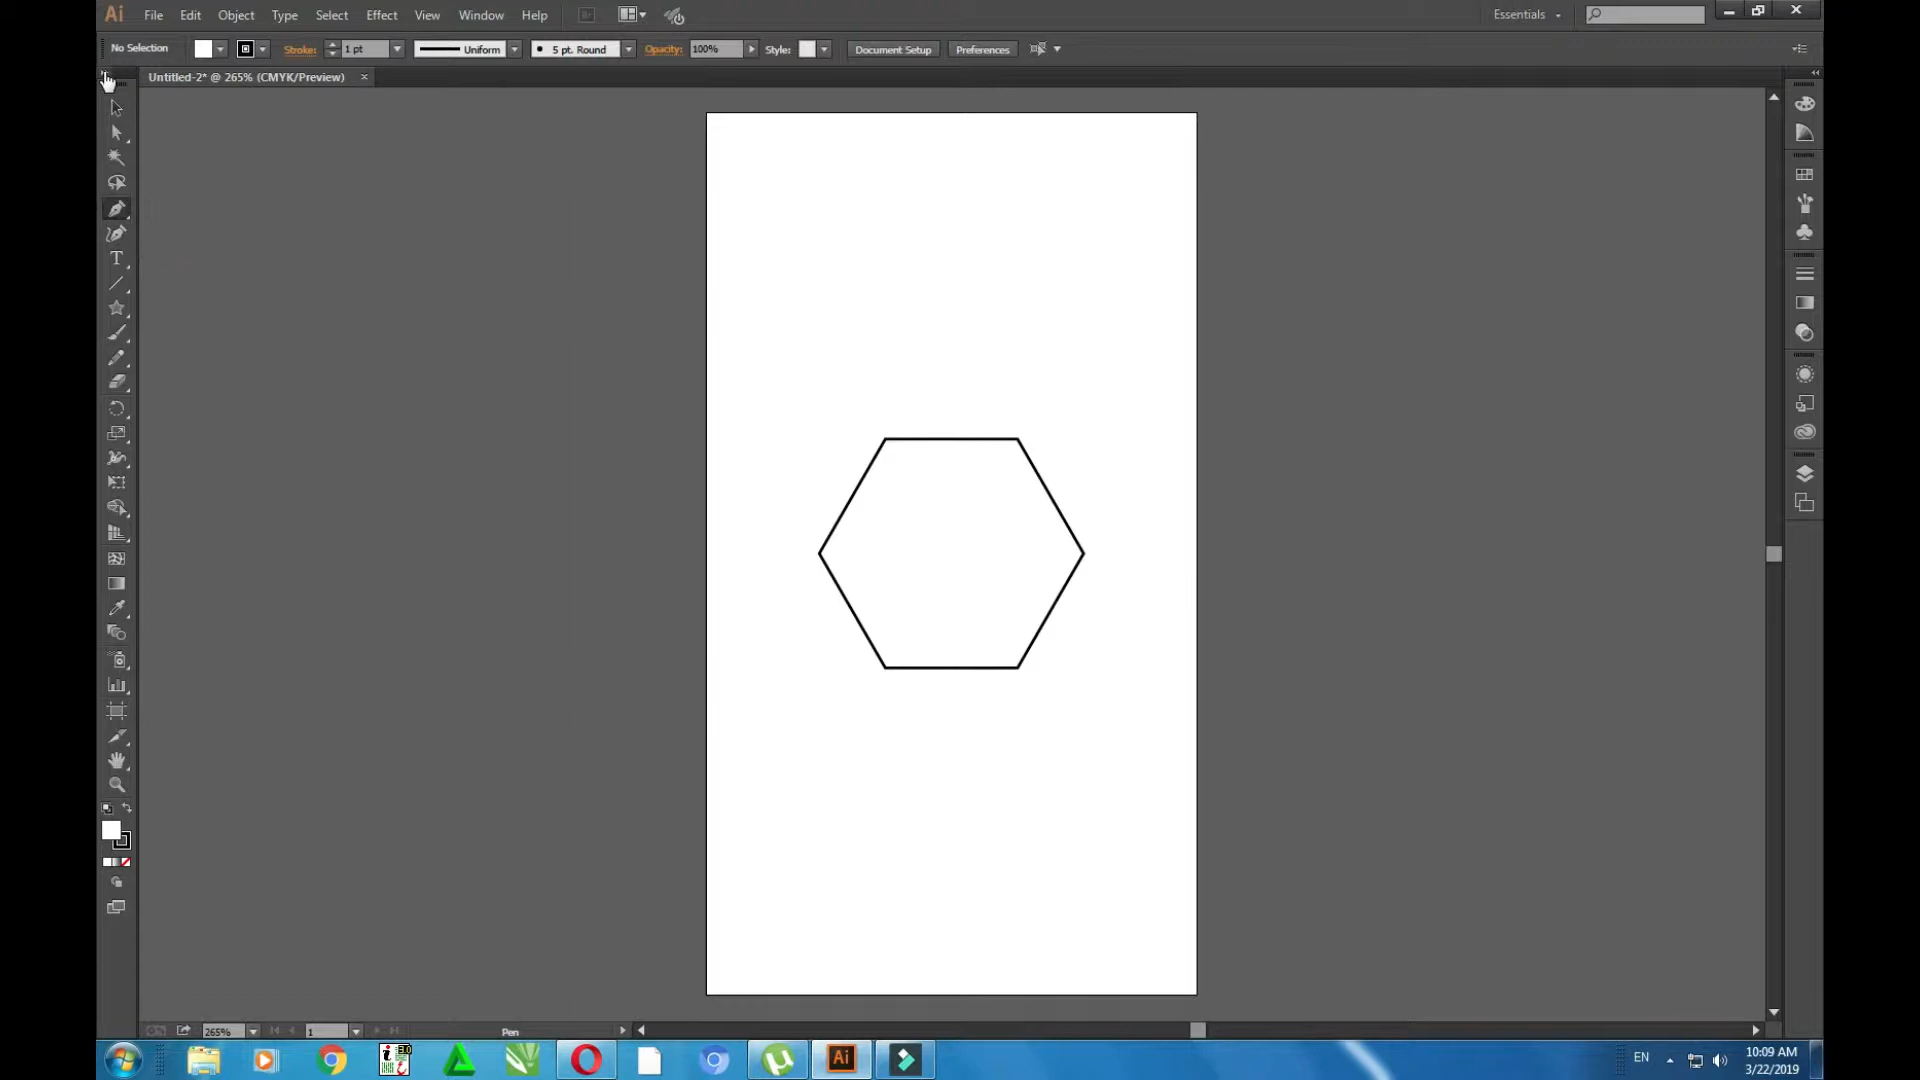 Ai File Edit Object Type Select Effect View Window Help Essentials
No Selection Stroke: 1 pt Uniform 5 pt. Round Opacity: 100% Style: Document Setup Preferences
Untitled-2* @ 265% (CMYK/Preview)
T
265% 1 Pen
Ai EN 10:09 AM
3/22/2019